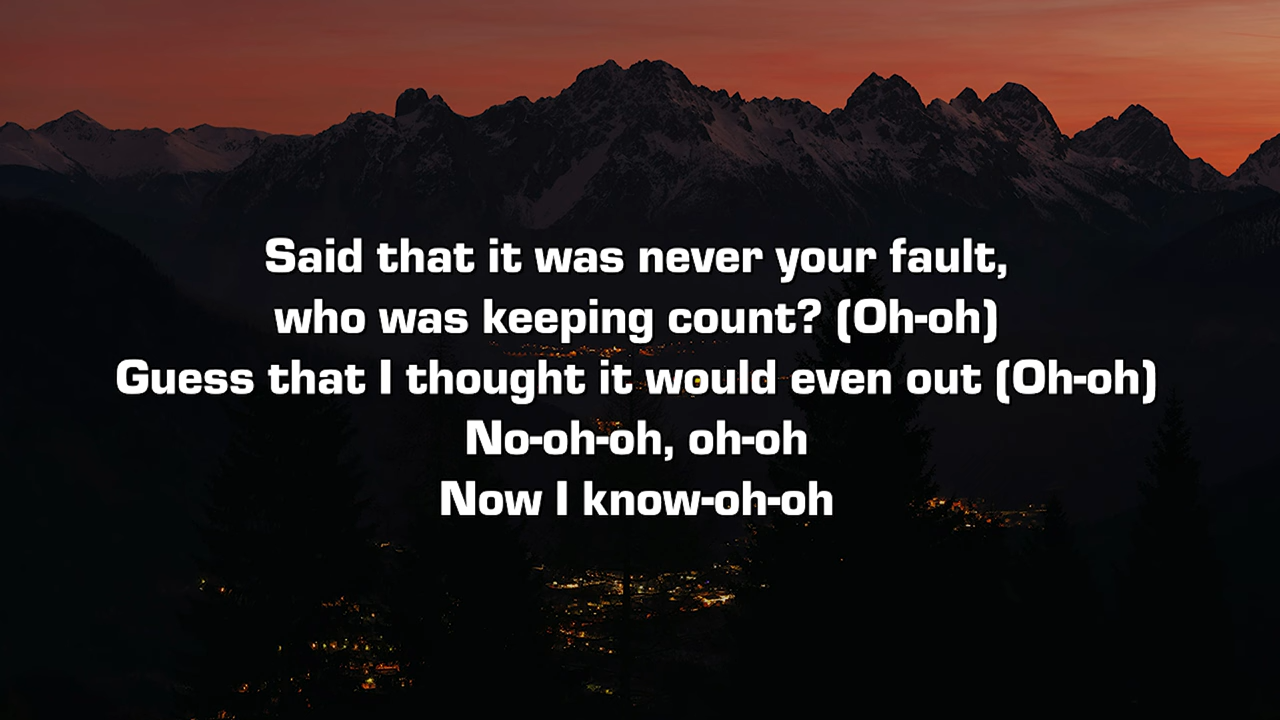 Said that it was never your fault,
who was keeping count? (Oh-oh)
Guess that I thought it would even out (Oh-oh)
No-oh-oh, oh-oh
Now I know-oh-oh